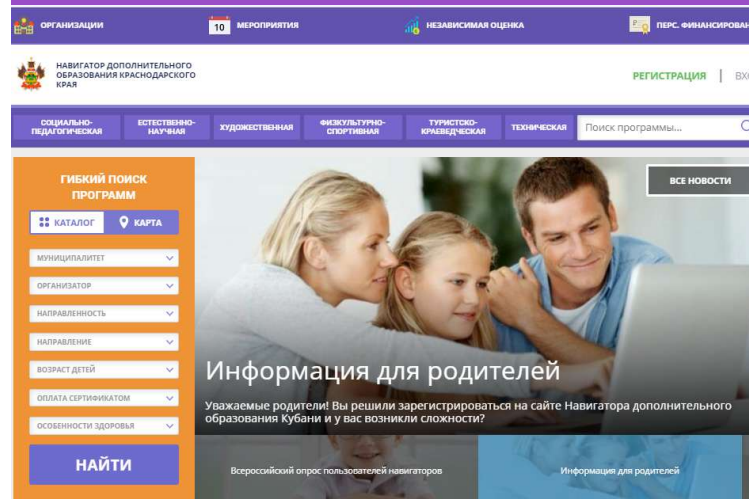 ОРГАНИЗАЦИИ
10 МЕРОПРИЯТИЯ
НЕЗАВИСИМАЯ ОЦЕНКА
ПЕРС. ФИНАНСИРОВАН
НАВИГАТОР ДОПОЛНИТЕЛЬНОГО
ОБРАЗОВАНИЯ КРАСНОДАРСКОГО
КРАЯ
РЕГИСТРАЦИЯ
ВХО
СОЦИАЛЬНО-
ПЕДАГОГИЧЕСКАЯ
ЕСТЕСТВЕННО-
НАУЧНАЯ
ХУДОЖЕСТВЕННАЯ
ФИЗКУЛЬТУРНО-
СПОРТИВНАЯ
ТУРИСТСКО-
КРАЕВЕДЧЕСКАЯ
ТЕХНИЧЕСКАЯ
Поиск программы...
ГИБКИЙ ПОИСК
ПРОГРАММ
КАТАЛОГ
КАРТА
МУНИЦИПАЛИТЕТ
ОРГАНИЗАТОР
НАПРАВЛЕННОСТЬ
НАПРАВЛЕНИЕ
ВОЗРАСТ ДЕТЕЙ
ОПЛАТА СЕРТИФИКАТОМ
ОСОБЕННОСТИ ЗДОРОВЬЯ
НАЙТИ
ВСЕ НОВОСТИ
Информация для родителей
Уважаемые родители! Вы решили зарегистрироваться на сайте Навигатора дополнительного
образования Кубани и у вас возникли сложности?
Всероссийский опрос пользователей навигаторов
Информация для родителей